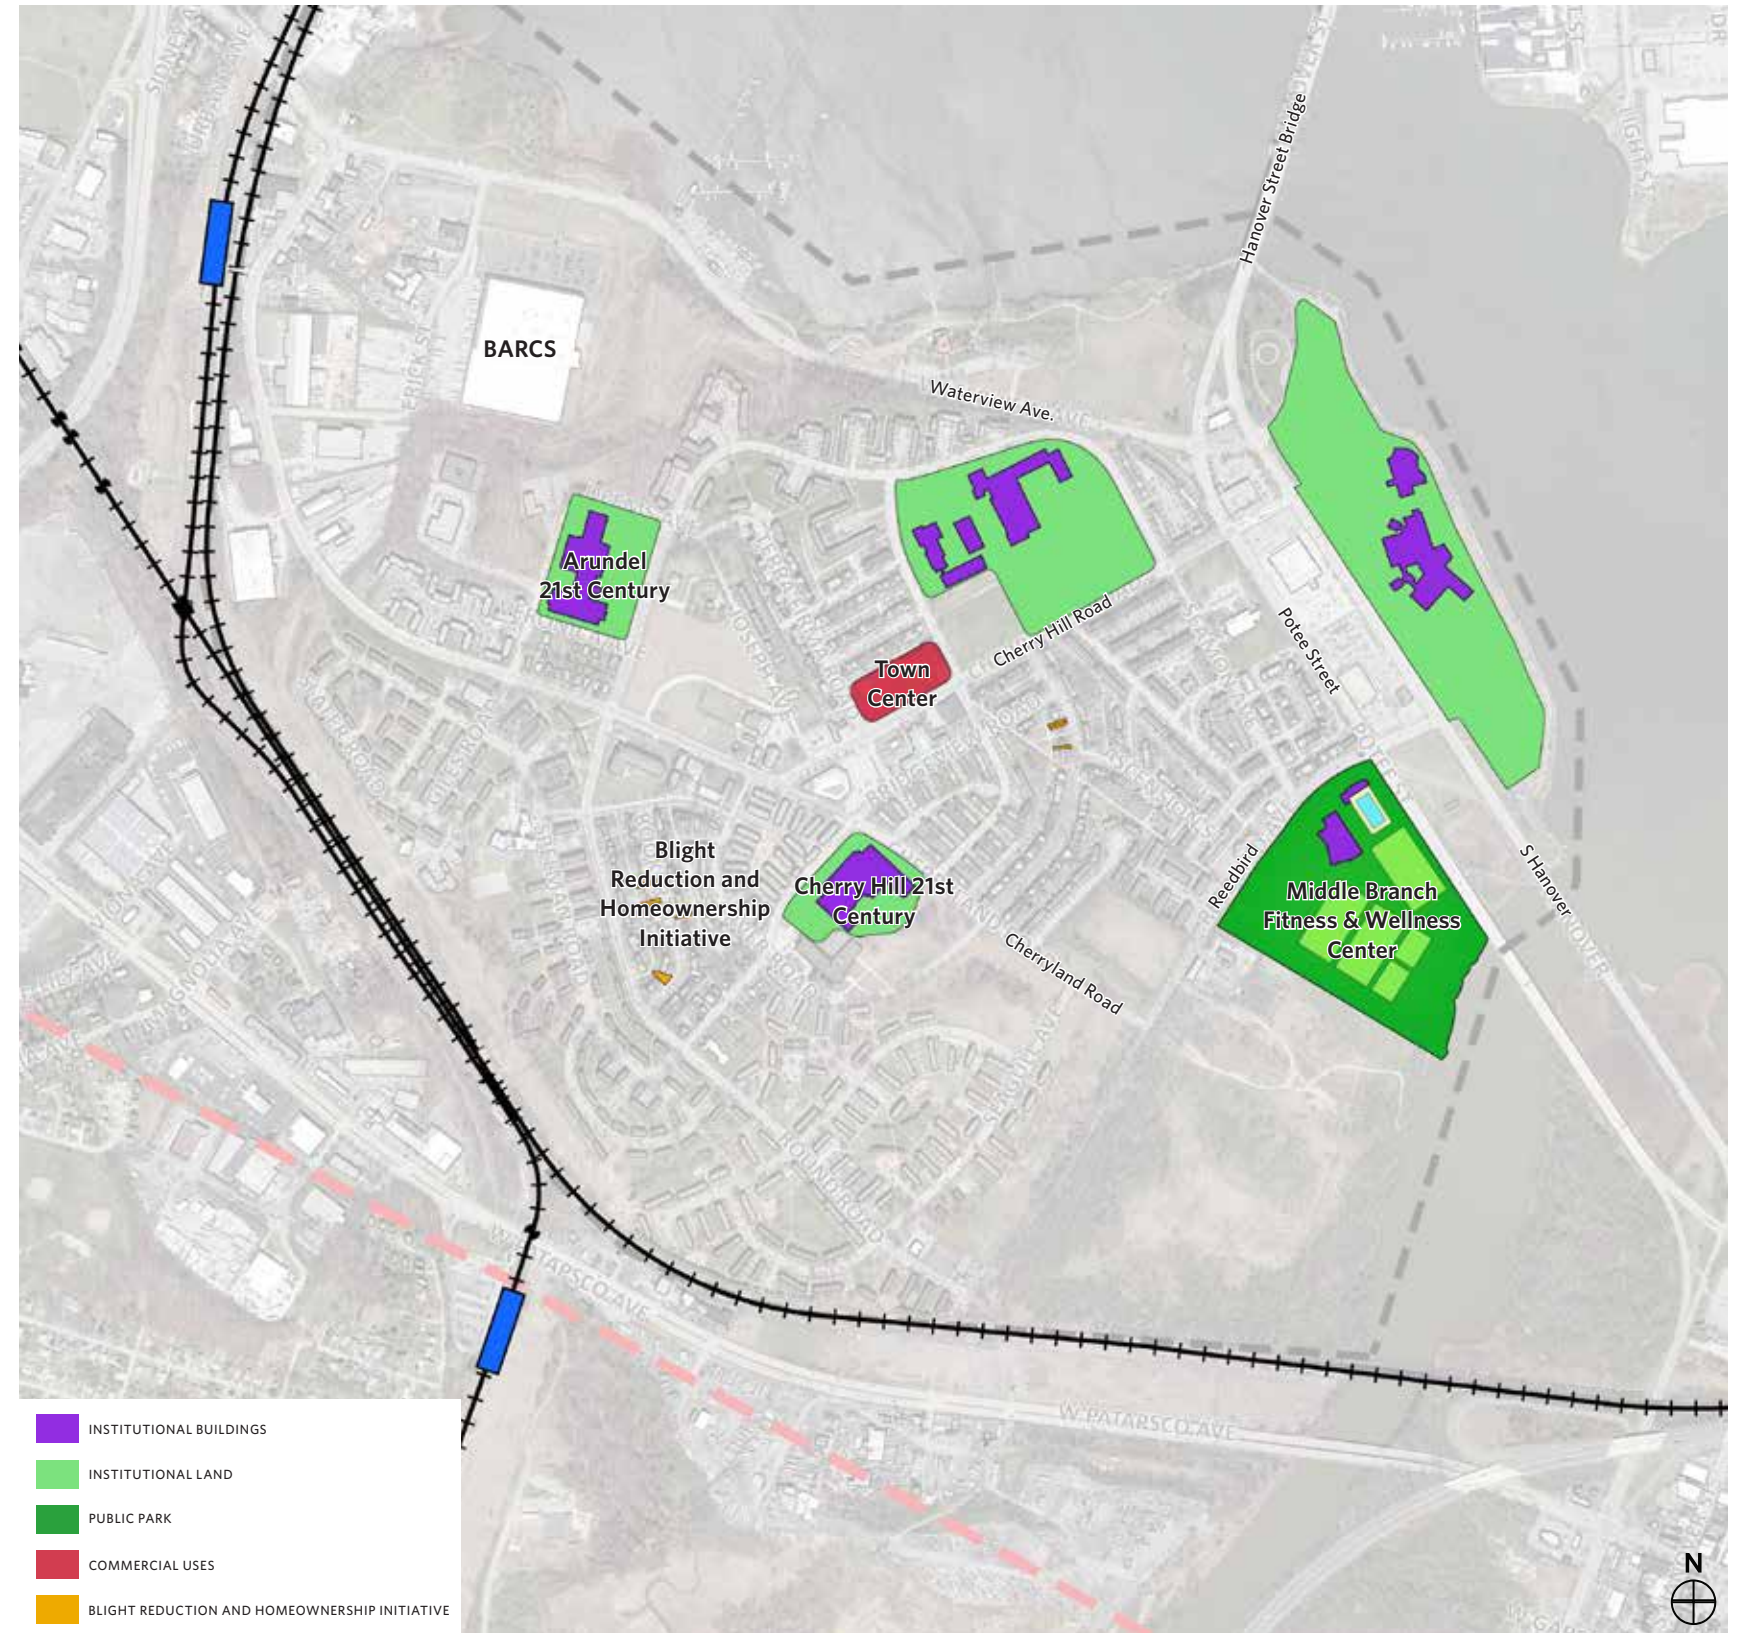 Hanover Street Bridge
BARCS
Waterview Ave.
Arundel
21st Century
Cherry Hill Road
Town
Center
Potee Street
Blight
Reduction and
Homeownership
Initiative
Cherry Hill 21st
Century
Reedbird
S Hanover
Middle Branch
Fitness & Wellness
Center
Cherryland Road
W PATAPSCO AVE
INSTITUTIONAL BUILDINGS
INSTITUTIONAL LAND
PUBLIC PARK
COMMERCIAL USES
BLIGHT REDUCTION AND HOMEOWNERSHIP INITIATIVE
N